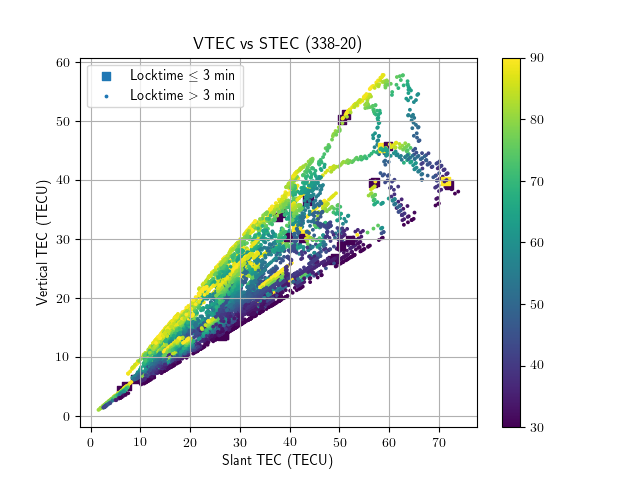 VTEC vs STEC (338-20)
Locktime ≤ 3 min
Locktime > 3 min
60
50
40
30
20
10
0
Vertical TEC (TECU)
0 10 20 30 40 50 60 70
Slant TEC (TECU)
90
80
70
60
50
40
30